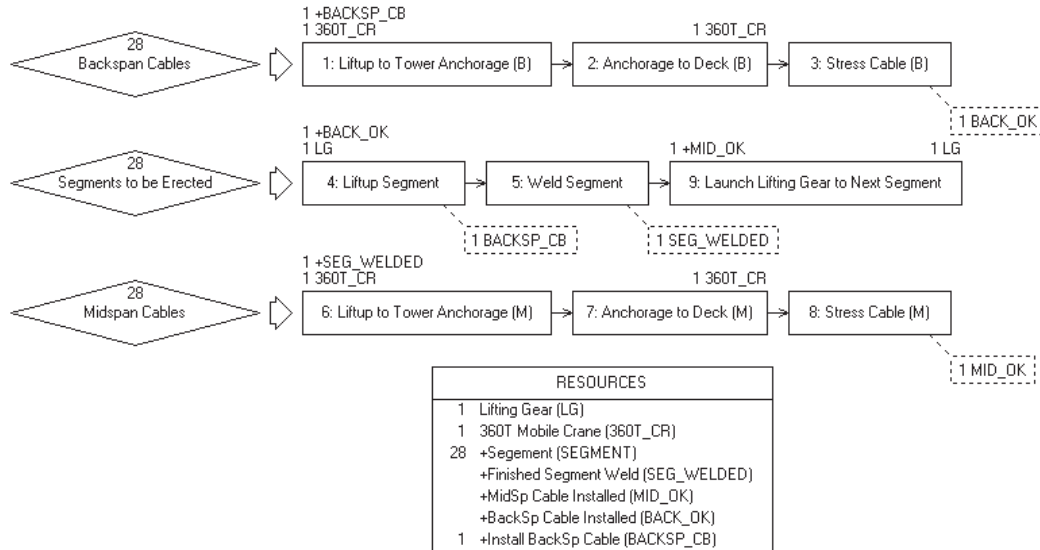 1 +BACKSP_CB
1 360T_CR
1 360T_CR
28
Backspan Cables
1: Liftup to Tower Anchorage (B)
2: Anchorage to Deck (B)
3: Stress Cable (B)
1 BACK_OK
1 +BACK_OK
1 LG
1 +MID_OK
1 LG
28
Segments to be Erected
4: Liftup Segment
5: Weld Segment
9: Launch Lifting Gear to Next Segment
1 BACKSP_CB
1 SEG_WELDED
1 +SEG_WELDED
1 360T_CR
1 360T_CR
28
Midspan Cables
6: Liftup to Tower Anchorage (M)
7: Anchorage to Deck (M)
8: Stress Cable (M)
1 MID_OK
RESOURCES
1 Lifting Gear (LG)
1 360T Mobile Crane (360T_CR)
28 +Segement (SEGMENT)
+Finished Segment Weld (SEG_WELDED)
+MidSp Cable Installed (MID_OK)
+BackSp Cable Installed (BACK_OK)
1 +Install BackSp Cable (BACKSP_CB)